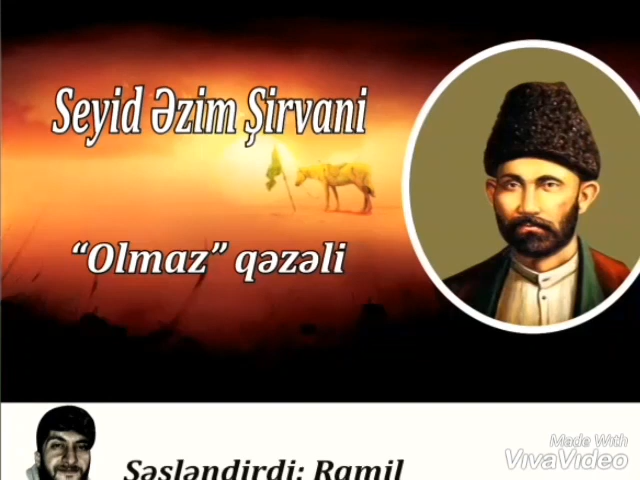 Seyid Əzim Şirvani
“Olmaz” qəzəli
Səsləndirdi: Ramil
Made With
VivaVideo